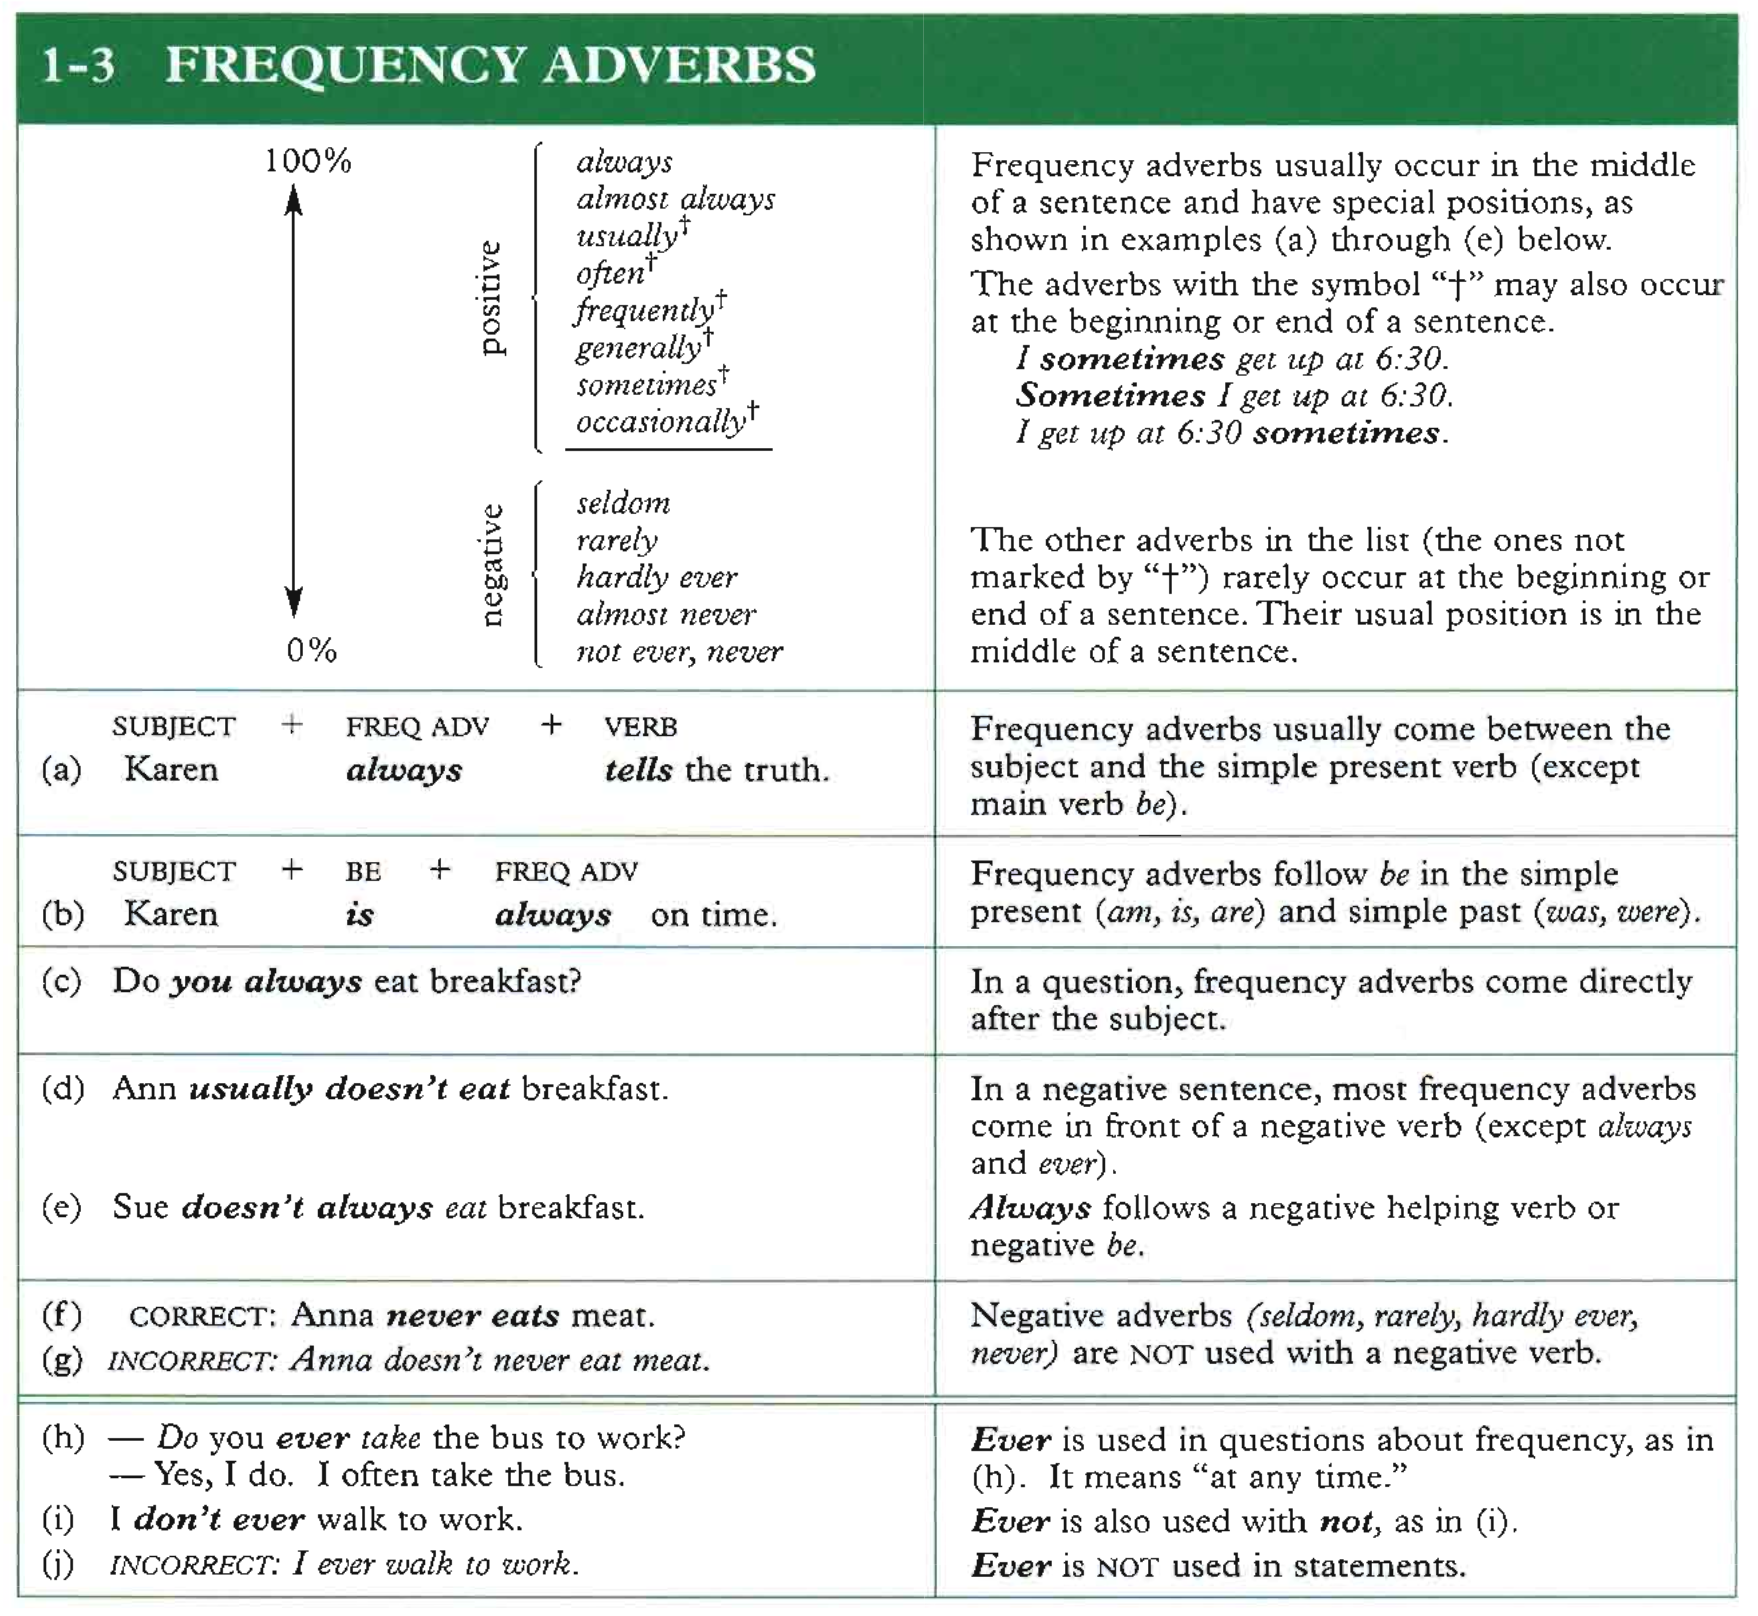 1-3 FREQUENCY ADVERBS
100%
0%
positive
always
almost always
usually†
often†
frequently†
generally†
sometimes†
occasionally†
negative
seldom
rarely
hardly ever
almost never
not ever, never
Frequency adverbs usually occur in the middle
of a sentence and have special positions, as
shown in examples (a) through (e) below.
The adverbs with the symbol “†” may also occur
at the beginning or end of a sentence.
I sometimes get up at 6:30.
Sometimes I get up at 6:30.
I get up at 6:30 sometimes.
The other adverbs in the list (the ones not
marked by “†”) rarely occur at the beginning or
end of a sentence. Their usual position is in the
middle of a sentence.
SUBJECT + FREQ ADV + VERB
(a) Karen always tells the truth.
Frequency adverbs usually come between the
subject and the simple present verb (except
main verb be).
SUBJECT + BE + FREQ ADV
(b) Karen is always on time.
Frequency adverbs follow be in the simple
present (am, is, are) and simple past (was, were).
(c) Do you always eat breakfast?
In a question, frequency adverbs come directly
after the subject.
(d) Ann usually doesn’t eat breakfast.
In a negative sentence, most frequency adverbs
come in front of a negative verb (except always
and ever).
(e) Sue doesn’t always eat breakfast.
Always follows a negative helping verb or
negative be.
(f) CORRECT: Anna never eats meat.
(g) INCORRECT: Anna doesn’t never eat meat.
Negative adverbs (seldom, rarely, hardly ever,
never) are NOT used with a negative verb.
(h) — Do you ever take the bus to work?
— Yes, I do. I often take the bus.
Ever is used in questions about frequency, as in
(h). It means “at any time.”
(i) I don’t ever walk to work.
Ever is also used with not, as in (i).
(j) INCORRECT: I ever walk to work.
Ever is NOT used in statements.